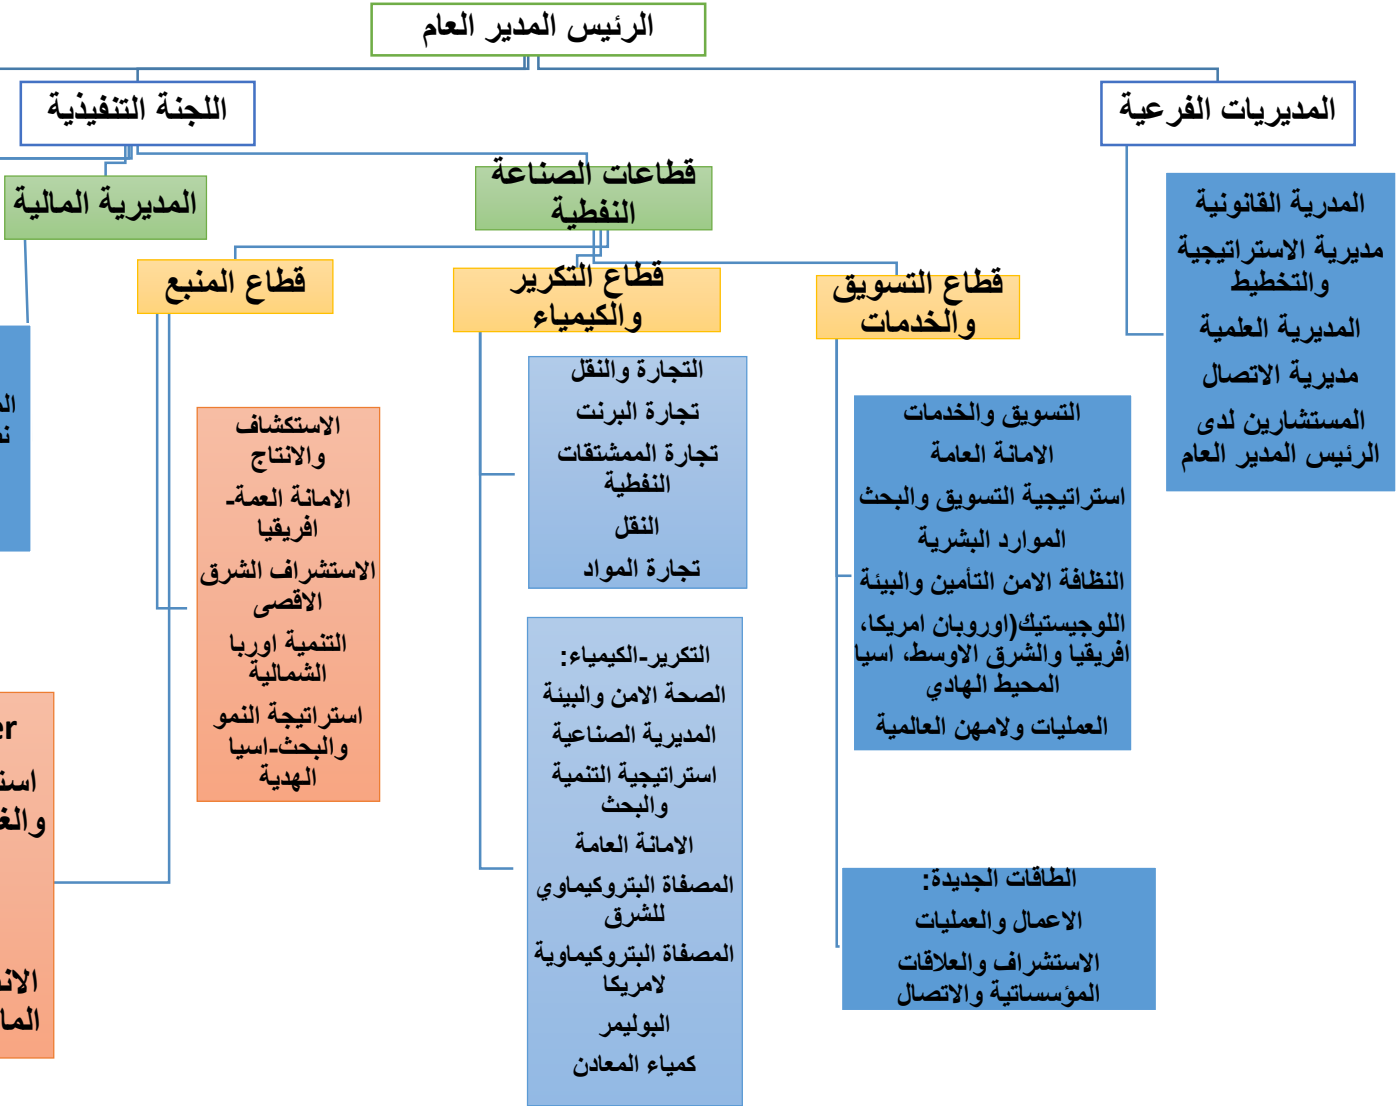 الرئيس المدير العام
المديريات الفرعية
اللجنة التنفيذية
المدرية القانونية
مديرية الاستراتيجية
والتخطيط
المديرية العلمية
مديرية الاتصال
المستشارين لدى
الرئيس المدير العام
قطاعات الصناعة
النفطية
المديرية المالية
قطاع التسويق
والخدمات
قطاع التكرير
والكيمياء
قطاع المنبع
التسويق والخدمات
الامانة العامة
استراتيجية التسويق والبحث
الموارد البشرية
النظافة الامن التأمين والبيئة
اللوجيستيك(اوروبان امريكا،
افريقيا والشرق الاوسط، اسيا
المحيط الهادي
العمليات ولامهن العالمية
الطاقات الجديدة:
الاعمال والعمليات
الاستشراف والعلاقات
المؤسساتية والاتصال
التجارة والنقل
تجارة البرنت
تجارة الممشتقات
النفطية
النقل
تجارة المواد
التكرير-الكيمياء:
الصحة الامن والبيئة
المديرية الصناعية
استراتيجية التنمية
والبحث
الامانة العامة
المصفاة البتروكيماوي
للشرق
المصفاة البتروكيماوية
لامريكا
البوليمر
كمياء المعادن
الاستكشاف
والانتاج
الامانة العمة-
افريقيا
الاستشراف الشرق
الاقصى
التنمية اوربا
الشمالية
استراتيجة النمو
والبحث-اسيا
الهدية